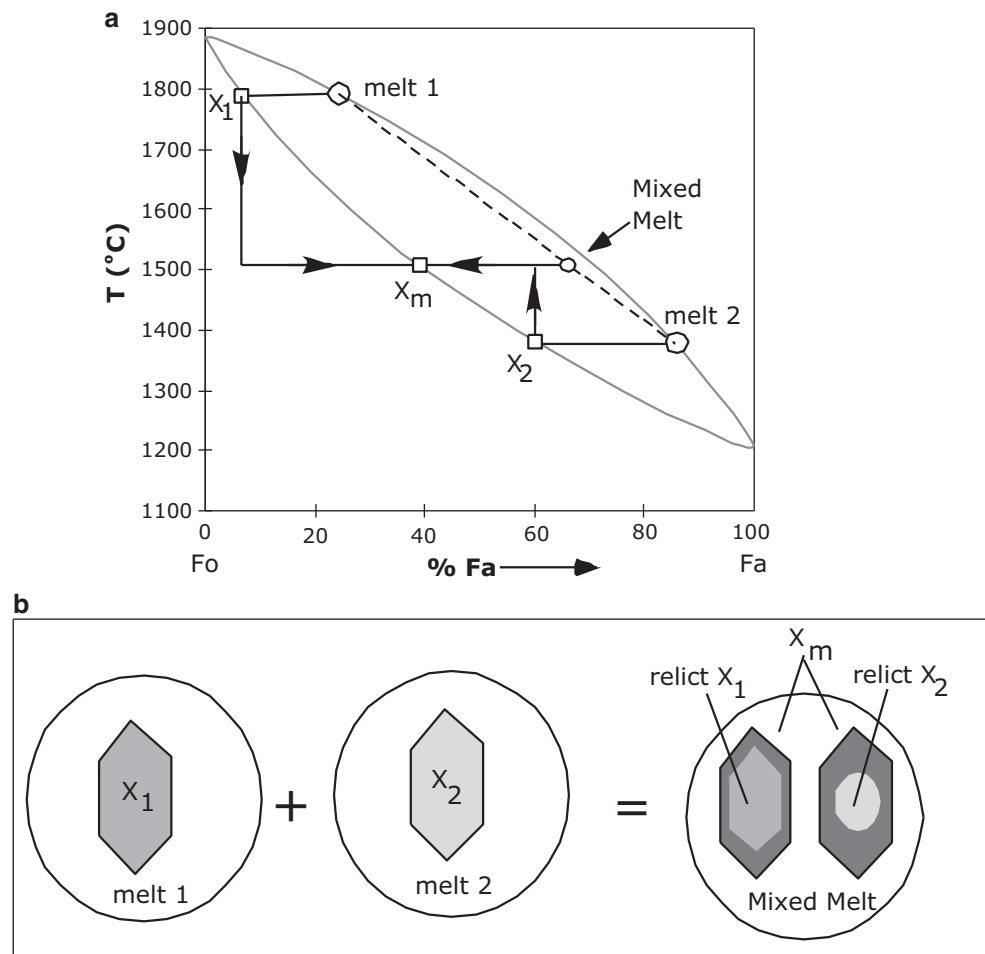 a
1900
1800
1700
1600
1500
1400
1300
1200
1100
T (°C)
X1
melt 1
Mixed
Melt
Xm
melt 2
X2
0 20 40 60 80 100
Fo % Fa Fa
b
X1
melt 1
+
X2
melt 2
=
Xm
relict X1
relict X2
Mixed Melt